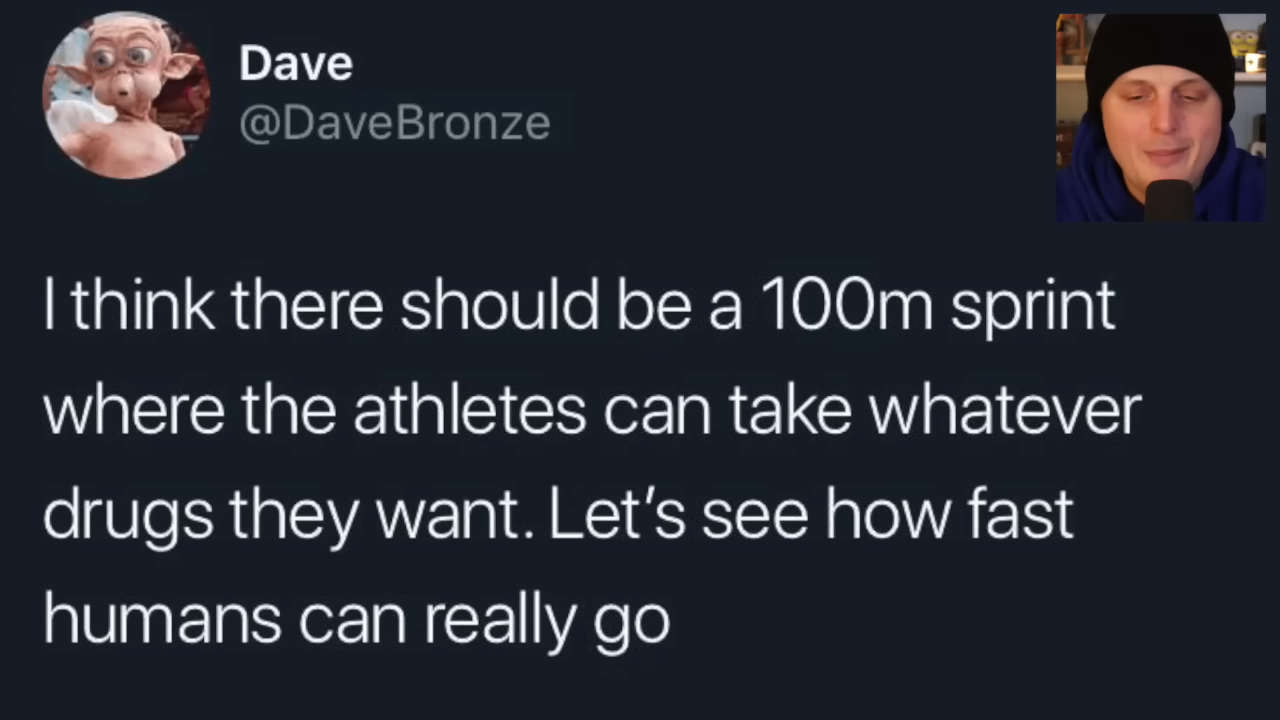 Dave
@DaveBronze
I think there should be a 100m sprint
where the athletes can take whatever
drugs they want. Let’s see how fast
humans can really go